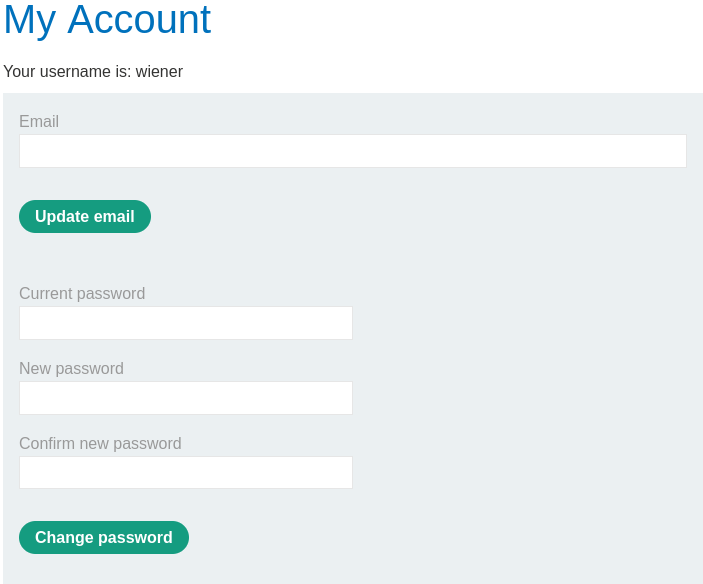 My Account
Your username is: wiener
Email
Update email
Current password
New password
Confirm new password
Change password